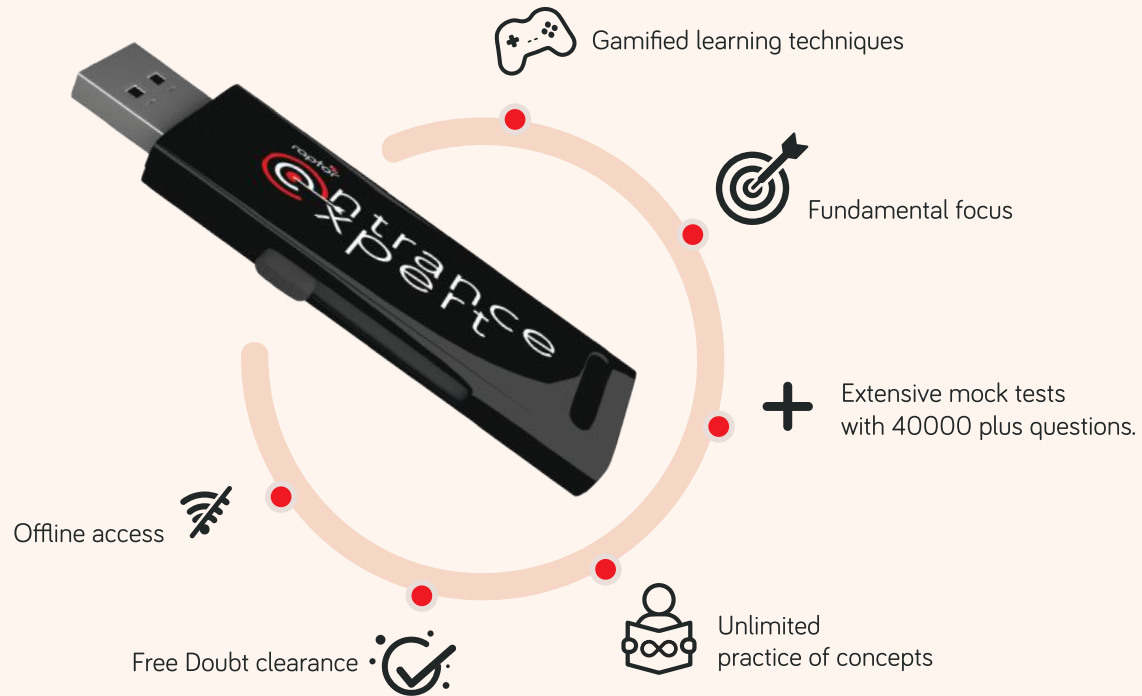 Gamified learning techniques
raptor
entrance
xpert
Fundamental focus
Extensive mock tests
with 40000 plus questions.
Offline access
Unlimited
practice of concepts
Free Doubt clearance